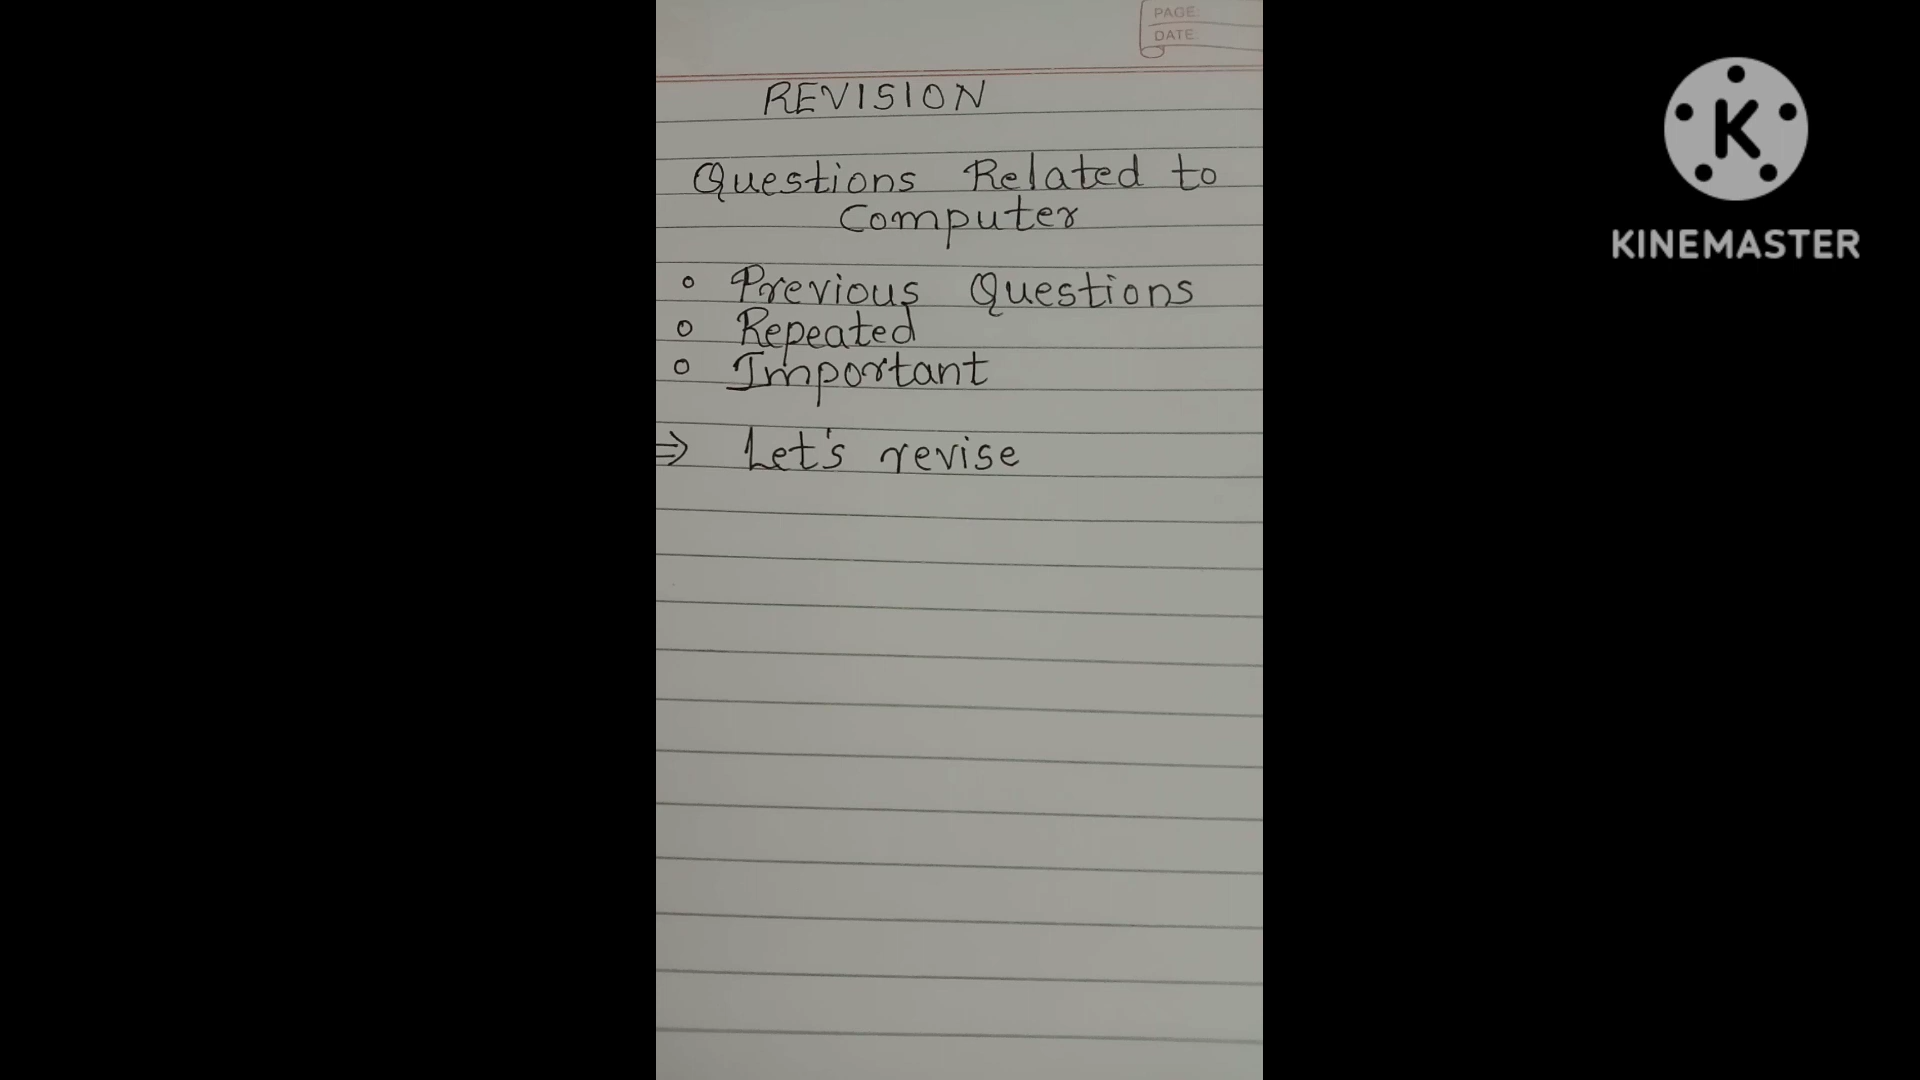 PAGE:
DATE:
REVISION
Questions Related to
Computer
o Previous Questions
o Repeated
o Important
⇒ Let's revise
K
KINEMASTER